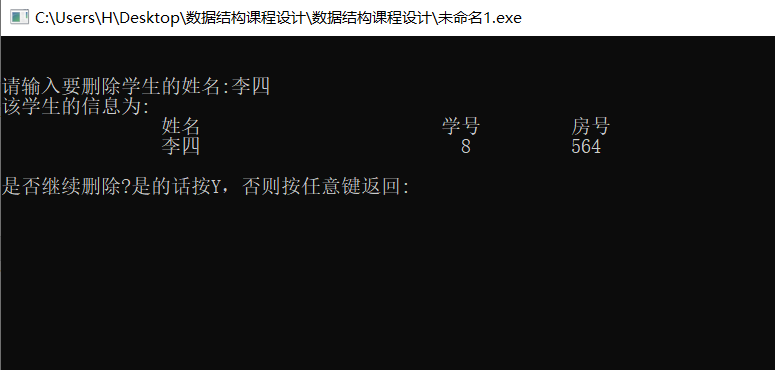 C:\Users\H\Desktop\数据结构课程设计\数据结构课程设计\未命名1.exe
请输入要删除学生的姓名:李四
该学生的信息为:
姓名 学号 房号
李四 8 564
是否继续删除?是的话按Y，否则按任意键返回: